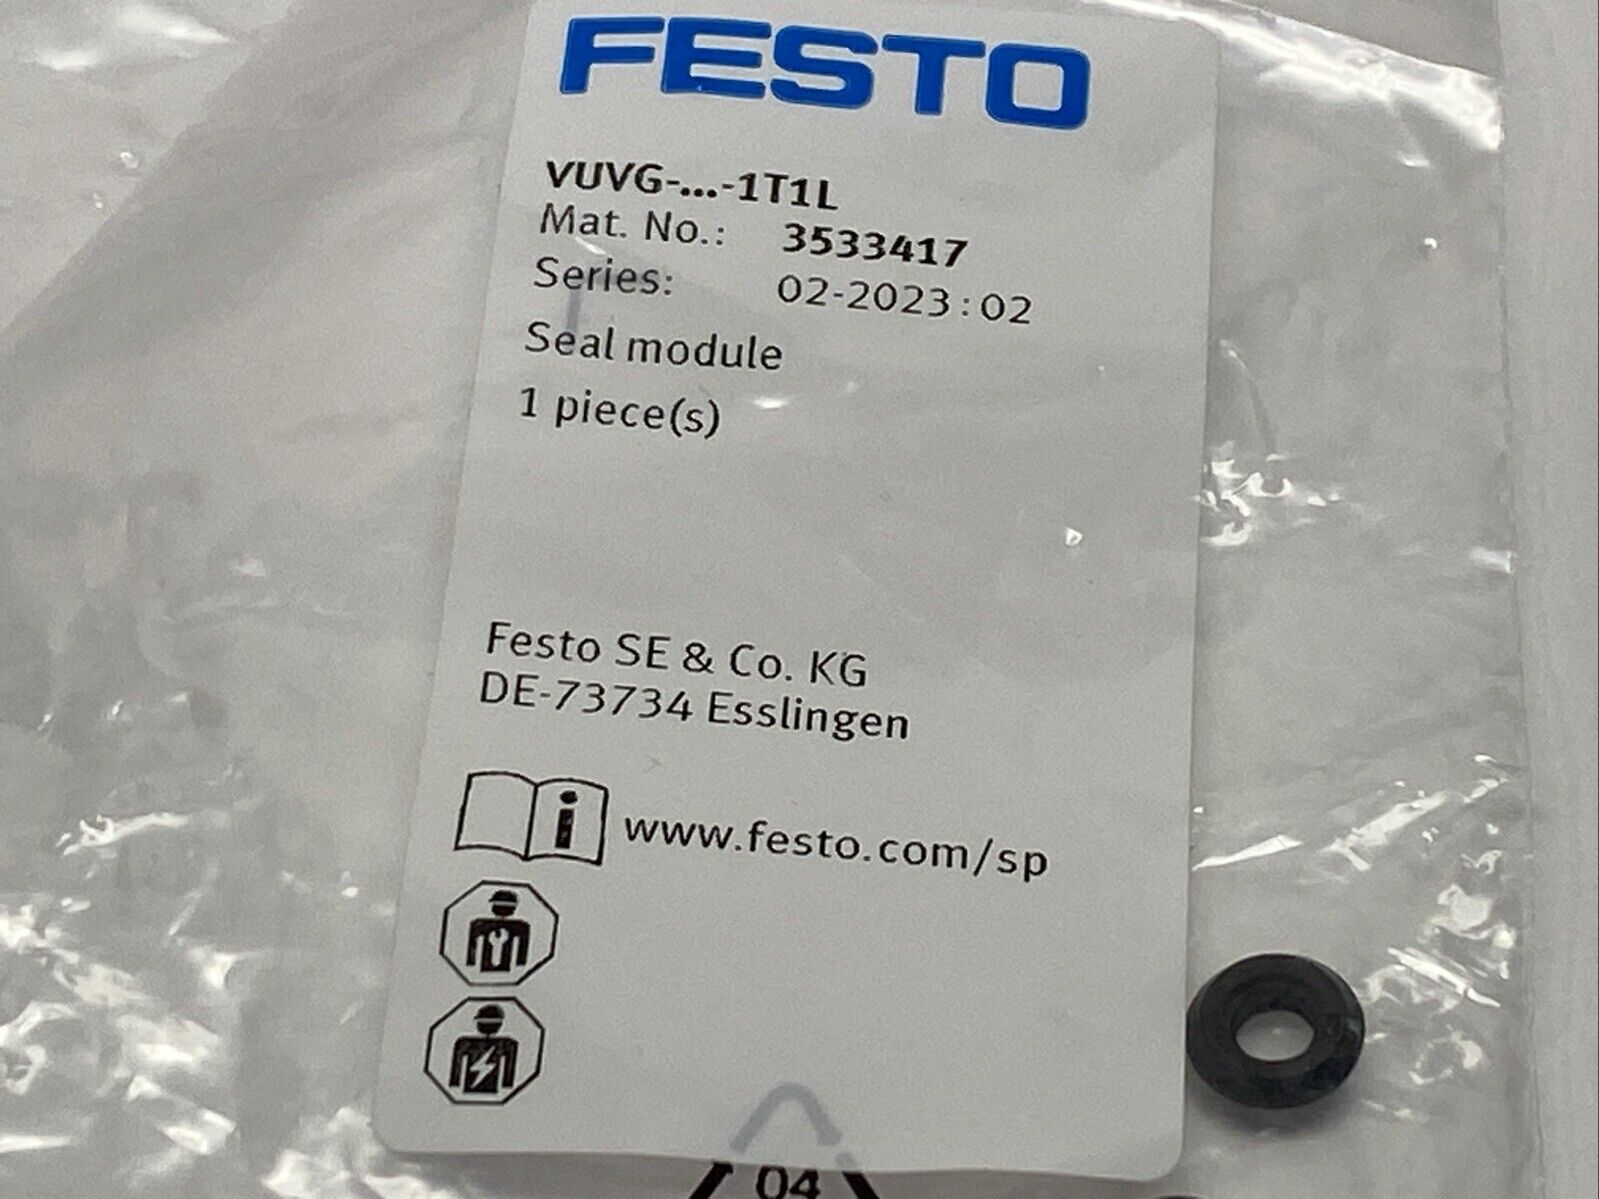 FESTO
VUVG-...-1T1L
Mat. No.: 3533417
Series: 02-2023:02
Seal module
1 piece(s)
Festo SE & Co. KG
DE-73734 Esslingen
i www.festo.com/sp
04